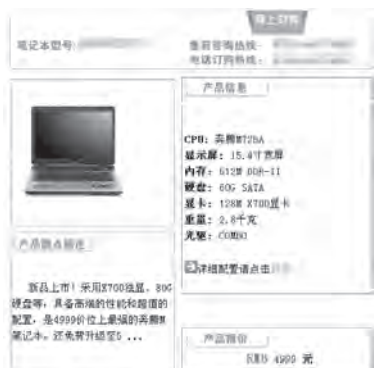 网上订购
笔记本型号:
售前咨询热线:
电话订购热线:
产品信息
CPU: 奔腾M725A
显示屏: 15.4寸宽屏
内存: 512M DDR-II
硬盘: 60G SATA
显卡: 128M X700显卡
重量: 2.8千克
光驱: COMBO
详细配置请点击
产品简点描述
新品上市!采用X700独显、80G
硬盘等,具备高端的性能和超值的
配置,是4999价位上最强的奔腾M
笔记本。还免费升级至5 ...
产品报价
RMB 4999 元